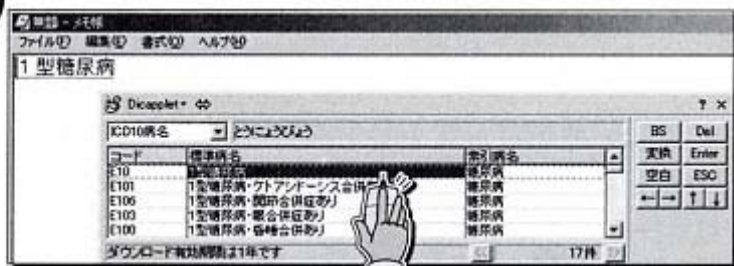 無題 - メモ帳
ファイル(F) 編集(E) 書式(O) ヘルプ(H)
1 型糖尿病
Dicapplet
? ×
ICD10病名 とうにょうびょう
BS Del
コード 標準病名 索引病名
変換 Enter
E10 糖尿病
E101 1型糖尿病・ケトアシドーシス合併 糖尿病
空白 ESC
E106 1型糖尿病・関節合併症あり 糖尿病
← → ↑ ↓
E103 1型糖尿病・眼合併症あり 糖尿病
E100 1型糖尿病・昏睡合併あり 糖尿病
ダウンロード有効期限は1年です 17件